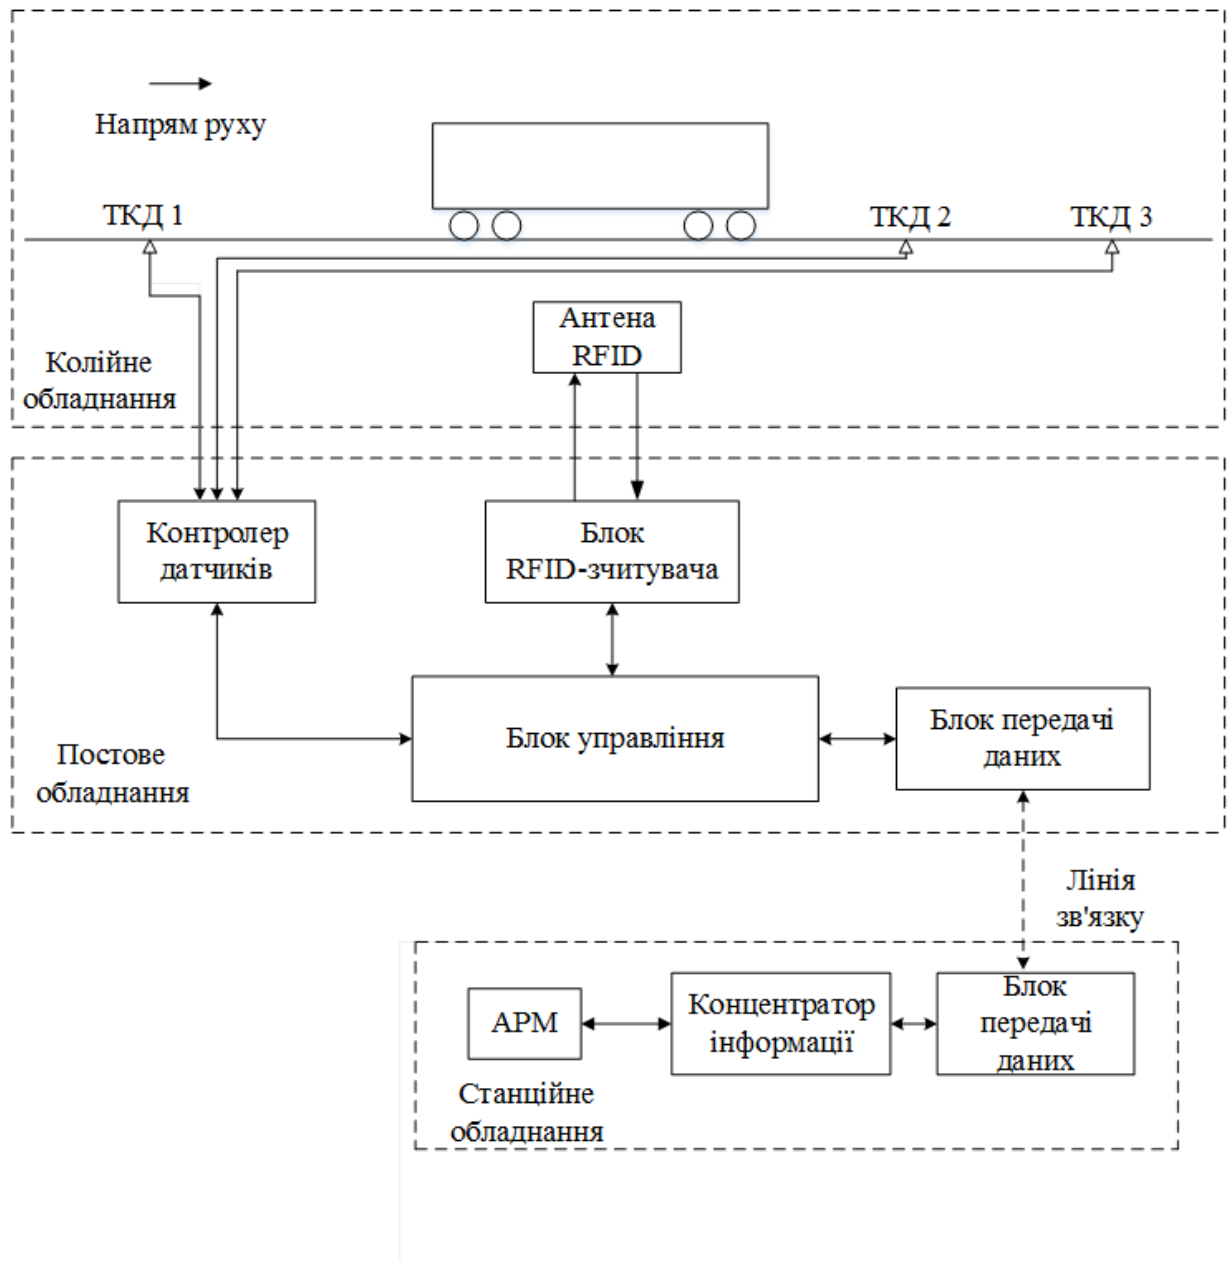 Напрям руху
ТКД 1
ТКД 2
ТКД 3
Антена
RFID
Колійне
обладнання
Контролер
датчиків
Блок
RFID-зчитувача
Блок управління
Блок передачі
даних
Постове
обладнання
Лінія
зв'язку
АРМ
Концентратор
інформації
Блок
передачі
даних
Станційне
обладнання